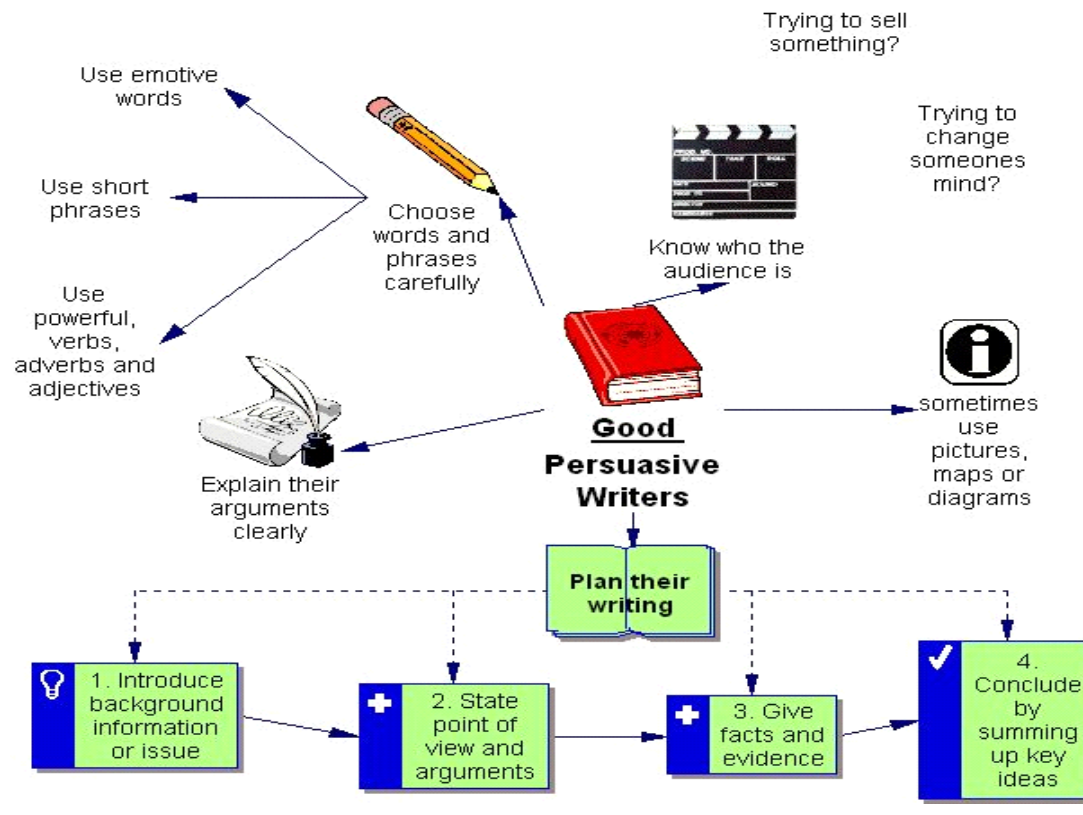 Trying to sell
something?
Trying to
change
someones
mind?
Use emotive
words
Use short
phrases
Use
powerful,
verbs,
adverbs and
adjectives
Choose
words and
phrases
carefully
Know who the
audience is
sometimes
use
pictures,
maps or
diagrams
Explain their
arguments
clearly
Good
Persuasive
Writers
Plan their
writing
1. Introduce
background
information
or issue
2. State
point of
view and
arguments
3. Give
facts and
evidence
4.
Conclude
by
summing
up key
ideas